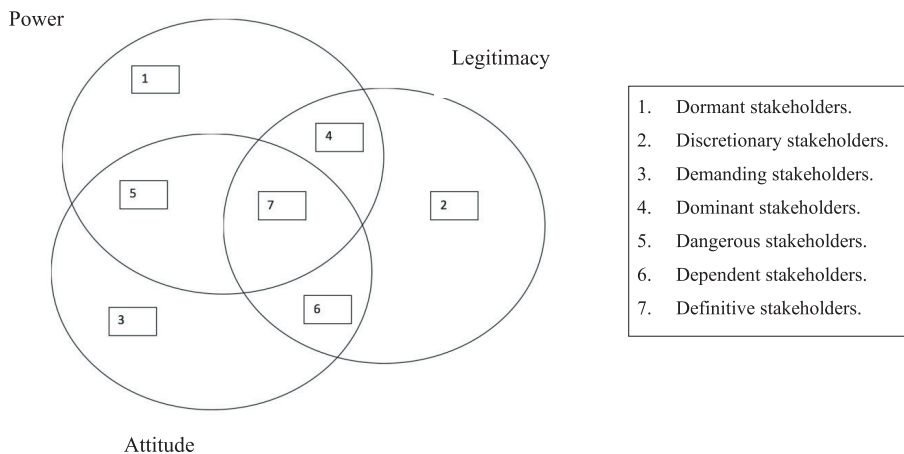 Power
Legitimacy
1
4
5
7
2
3
6
Attitude
1. Dormant stakeholders.
2. Discretionary stakeholders.
3. Demanding stakeholders.
4. Dominant stakeholders.
5. Dangerous stakeholders.
6. Dependent stakeholders.
7. Definitive stakeholders.